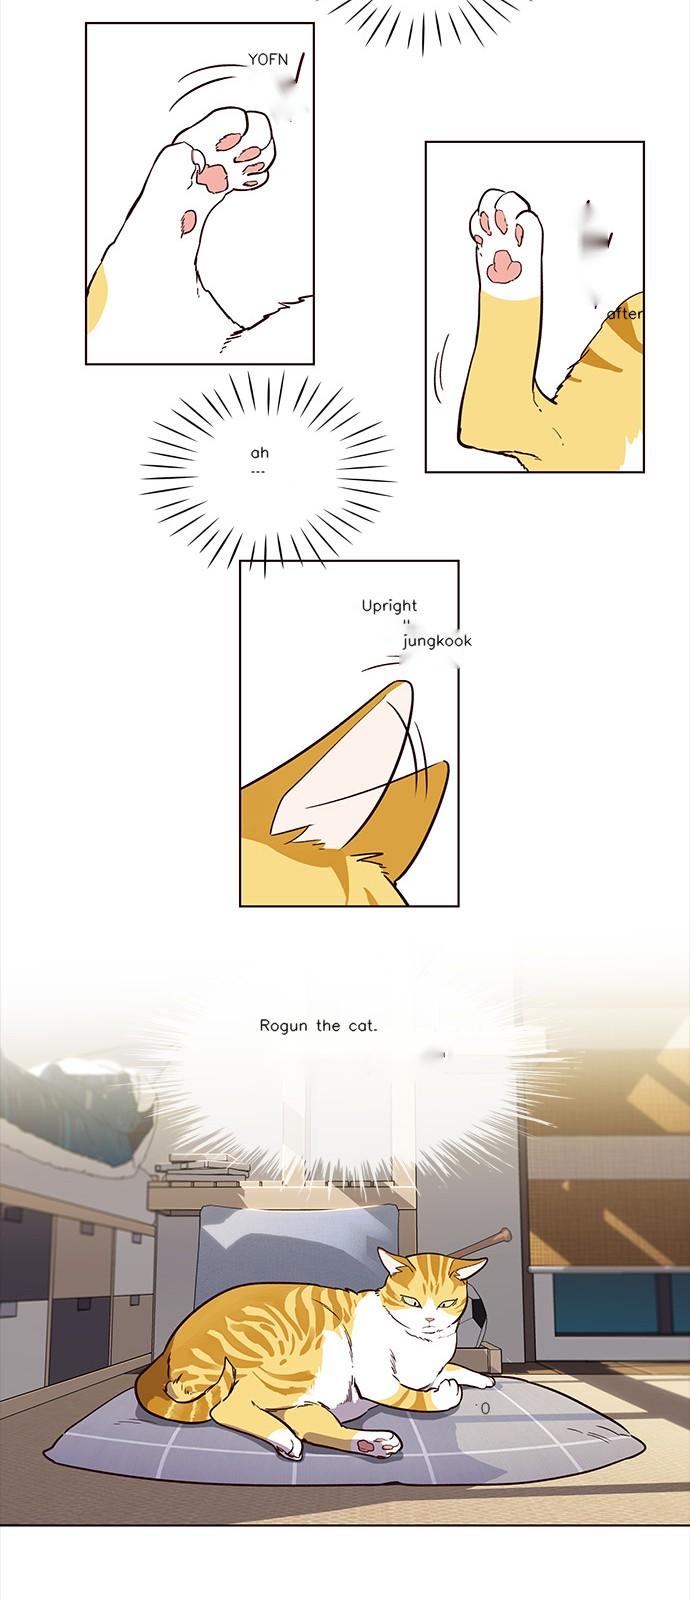 YOFN
after
ah
---
Upright
"
jungkook
Rogun the cat.
O